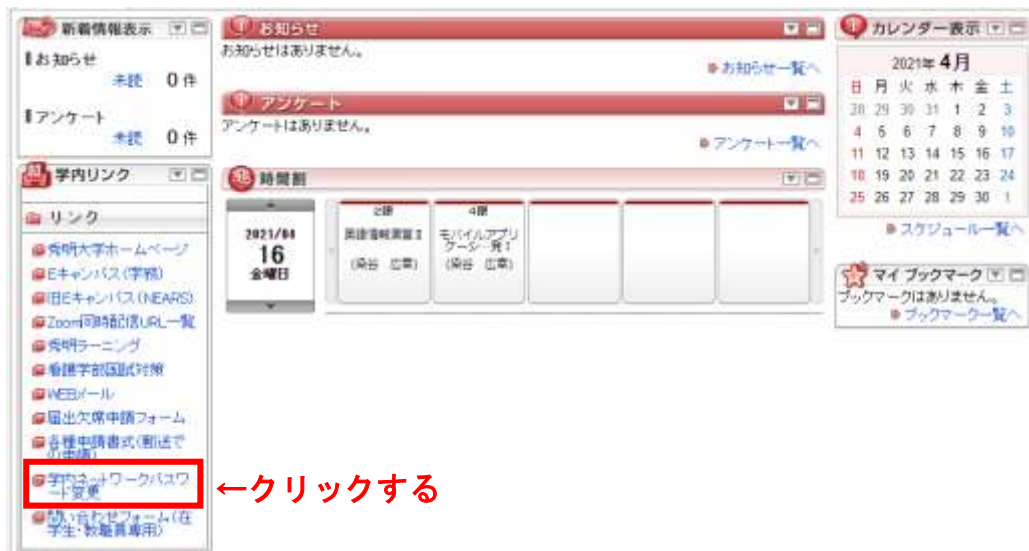 新着情報表示
お知らせ
未読 0 件
アンケート
未読 0 件
学内リンク
リンク
秀明大学ホームページ
Eキャンパス(学務)
旧Eキャンパス(NEARS)
Zoom同時配信URL一覧
秀明ラーニング
看護学部国試対策
WEBメール
届出欠席申請フォーム
各種申請書式(郵送で
の申請)
学内ネットワークパスワ
ード変更
問い合わせフォーム(在
学生・教職員専用)
お知らせ
お知らせはありません。
お知らせ一覧へ
アンケート
アンケートはありません。
アンケート一覧へ
時間割
2021/04
16
金曜日
2限
英語情報演習Ⅰ
(染谷 広幸)
4限
モバイルアプリ
ケーシ 発Ⅰ
(染谷 広幸)
←クリックする
カレンダー表示
2021年 4月
日 月 火 水 木 金 土
28 29 30 31 1 2 3
4 5 6 7 8 9 10
11 12 13 14 15 16 17
18 19 20 21 22 23 24
25 26 27 28 29 30 1
スケジュール一覧へ
マイ ブックマーク
ブックマークはありません。
ブックマーク一覧へ